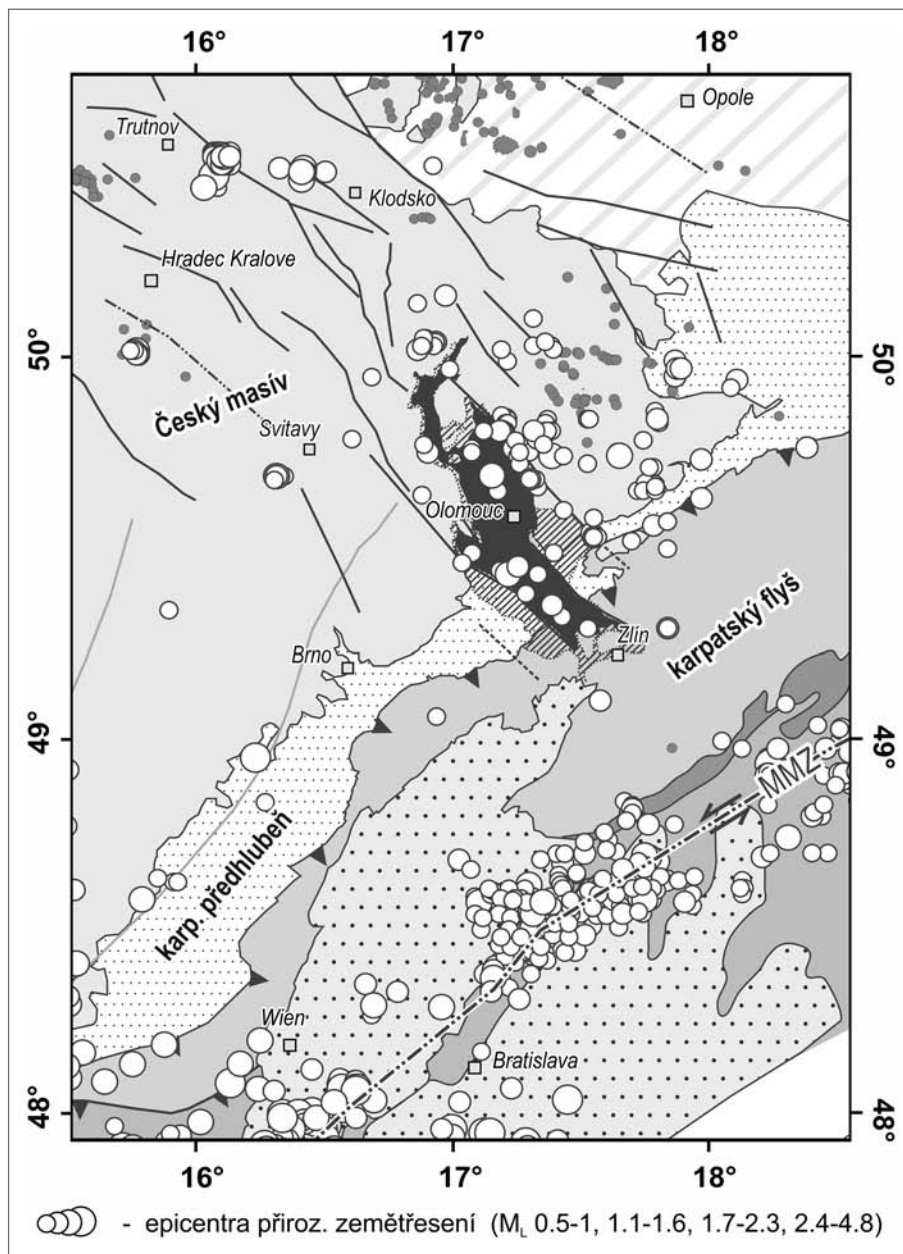 16° 17° 18°
Opole
Trutnov
Klodsko
Hradec Kralove
50° 50°
Český masív
Svitavy
Olomouc
karpatský flyš
Zlín
Brno
49° 49°
MMZ
karp. předhlubeň
Wien
Bratislava
48° 48°
16° 17° 18°
- epicentra přiroz. zemětřesení (ML 0.5-1, 1.1-1.6, 1.7-2.3, 2.4-4.8)